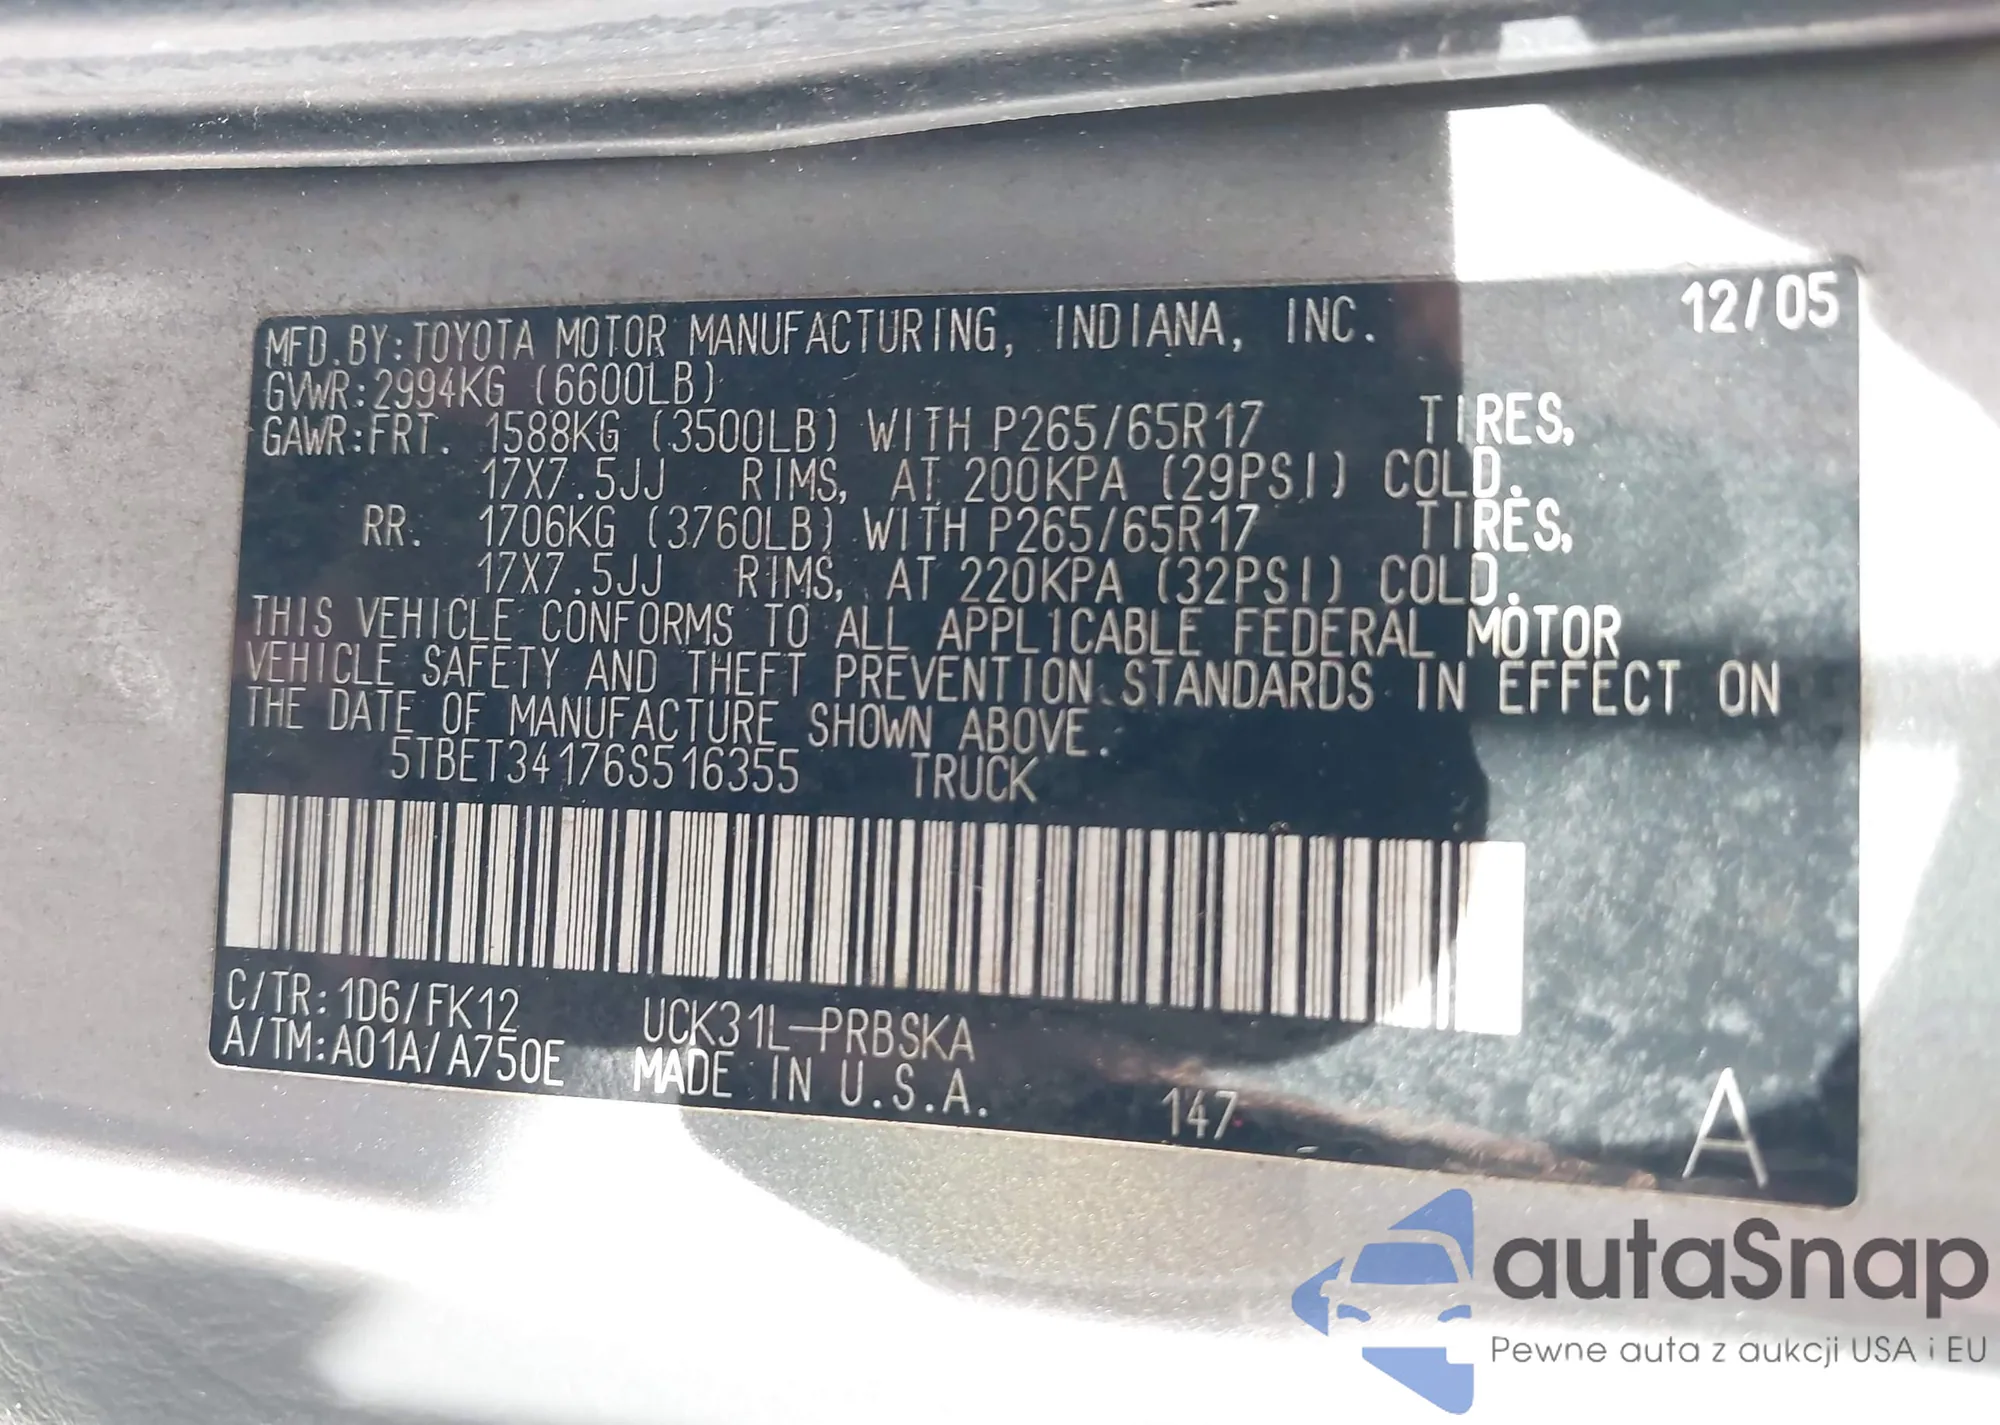 12/05
MFD.BY:TOYOTA MOTOR MANUFACTURING, INDIANA, INC.
GVWR:2994KG (6600LB)
GAWR:FRT. 1588KG (3500LB) WITH P265/65R17 TIRES,
17X7.5JJ RIMS, AT 200KPA (29PSI) COLD.
RR. 1706KG (3760LB) WITH P265/65R17 TIRES,
17X7.5JJ RIMS, AT 220KPA (32PSI) COLD.
THIS VEHICLE CONFORMS TO ALL APPLICABLE FEDERAL MOTOR
VEHICLE SAFETY AND THEFT PREVENTION STANDARDS IN EFFECT ON
THE DATE OF MANUFACTURE SHOWN ABOVE.
5TBET34176S516355 TRUCK
C/TR:1D6/FK12 UCK31L-PRBSKA
A/TM:A01A/A750E MADE IN U.S.A. 147 A
autaSnap
Pewne auta z aukcji USA i EU